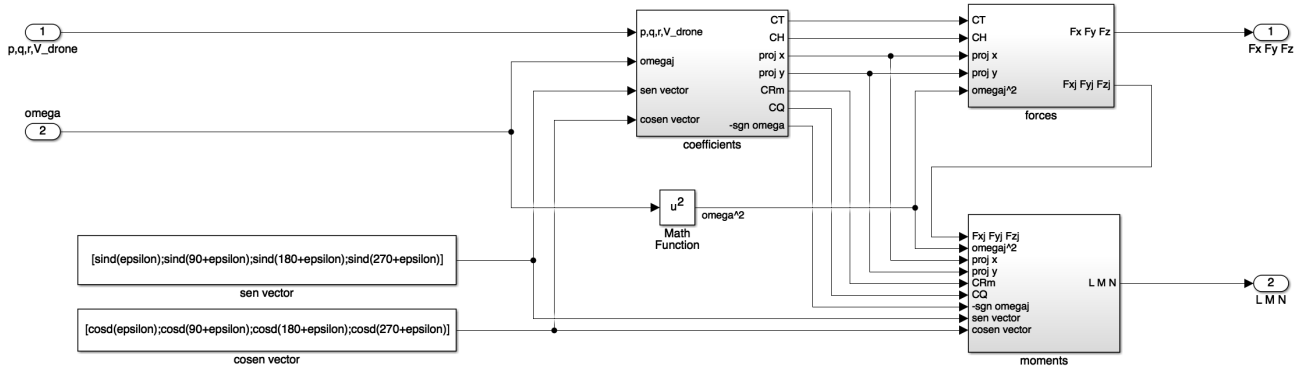 1
p,q,r,V_drone
omega
2
p,q,r,V_drone
omegaj
sen vector
cosen vector
CT
CH
proj x
proj y
CRm
CQ
-sgn omega
coefficients
CT
CH
proj x
proj y
omegaj^2
Fx Fy Fz
Fxj Fyj Fzj
forces
1
Fx Fy Fz
u²
omega^2
Math
Function
[sind(epsilon);sind(90+epsilon);sind(180+epsilon);sind(270+epsilon)]
sen vector
[cosd(epsilon);cosd(90+epsilon);cosd(180+epsilon);cosd(270+epsilon)]
cosen vector
Fxj Fyj Fzj
omegaj^2
proj x
proj y
CRm
CQ
-sgn omegaj
sen vector
cosen vector
L M N
moments
2
L M N